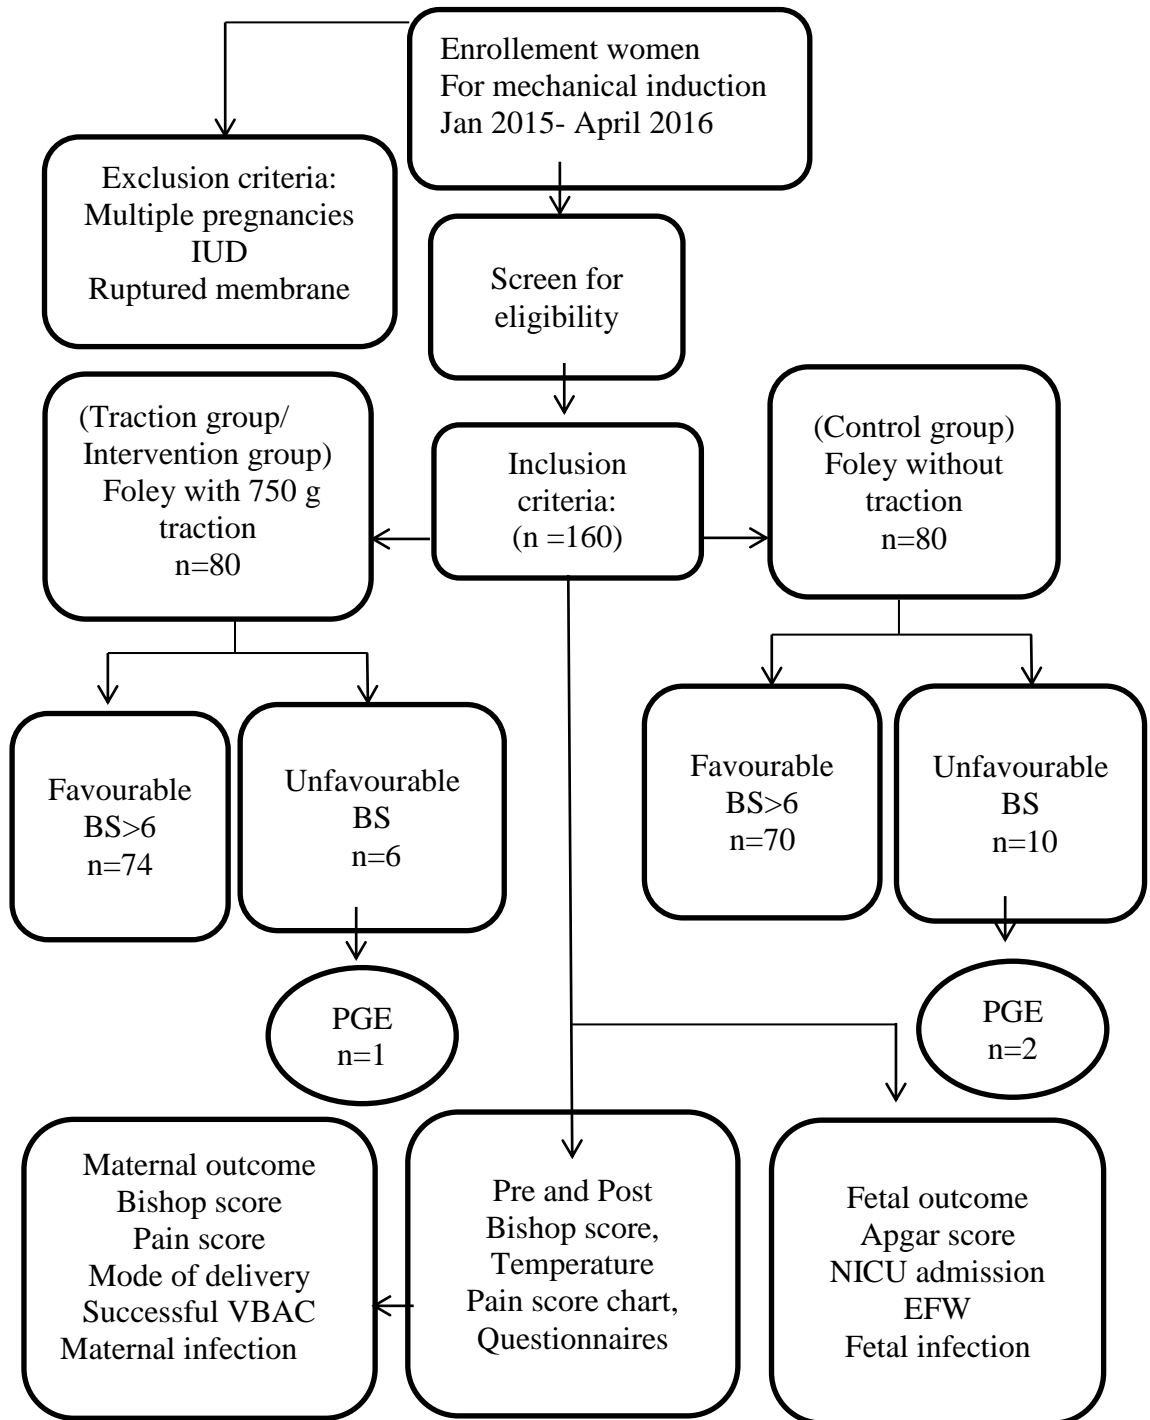 Enrollement women
For mechanical induction
Jan 2015- April 2016
Exclusion criteria:
Multiple pregnancies
IUD
Ruptured membrane
Screen for
eligibility
(Traction group/
Intervention group)
Foley with 750 g
traction
n=80
Inclusion
criteria:
(n =160)
(Control group)
Foley without
traction
n=80
Favourable
BS>6
n=74
Unfavourable
BS
n=6
Favourable
BS>6
n=70
Unfavourable
BS
n=10
PGE
n=1
PGE
n=2
Maternal outcome
Bishop score
Pain score
Mode of delivery
Successful VBAC
Maternal infection
Pre and Post
Bishop score,
Temperature
Pain score chart,
Questionnaires
Fetal outcome
Apgar score
NICU admission
EFW
Fetal infection